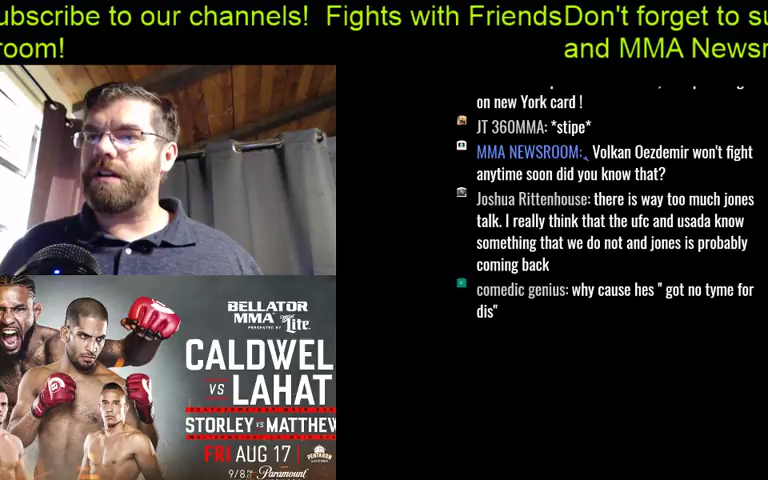 ubscribe to our channels!  Fights with FriendsDon't forget to su
room!
and MMA Newsr
on new York card !
JT 360MMA: *stipe*
MMA NEWSROOM: Volkan Oezdemir won't fight
anytime soon did you know that?
Joshua Rittenhouse: there is way too much jones
talk. I really think that the ufc and usada know
something that we do not and jones is probably
coming back
comedic genius: why cause hes " got no tyme for
dis"
BELLATOR
MMA
PRESENTED BY
Lite
CALDWEL
VS LAHAT
STORLEY VS MATTHEW
FRI AUG 17
PENTAGON
9/8
Paramount